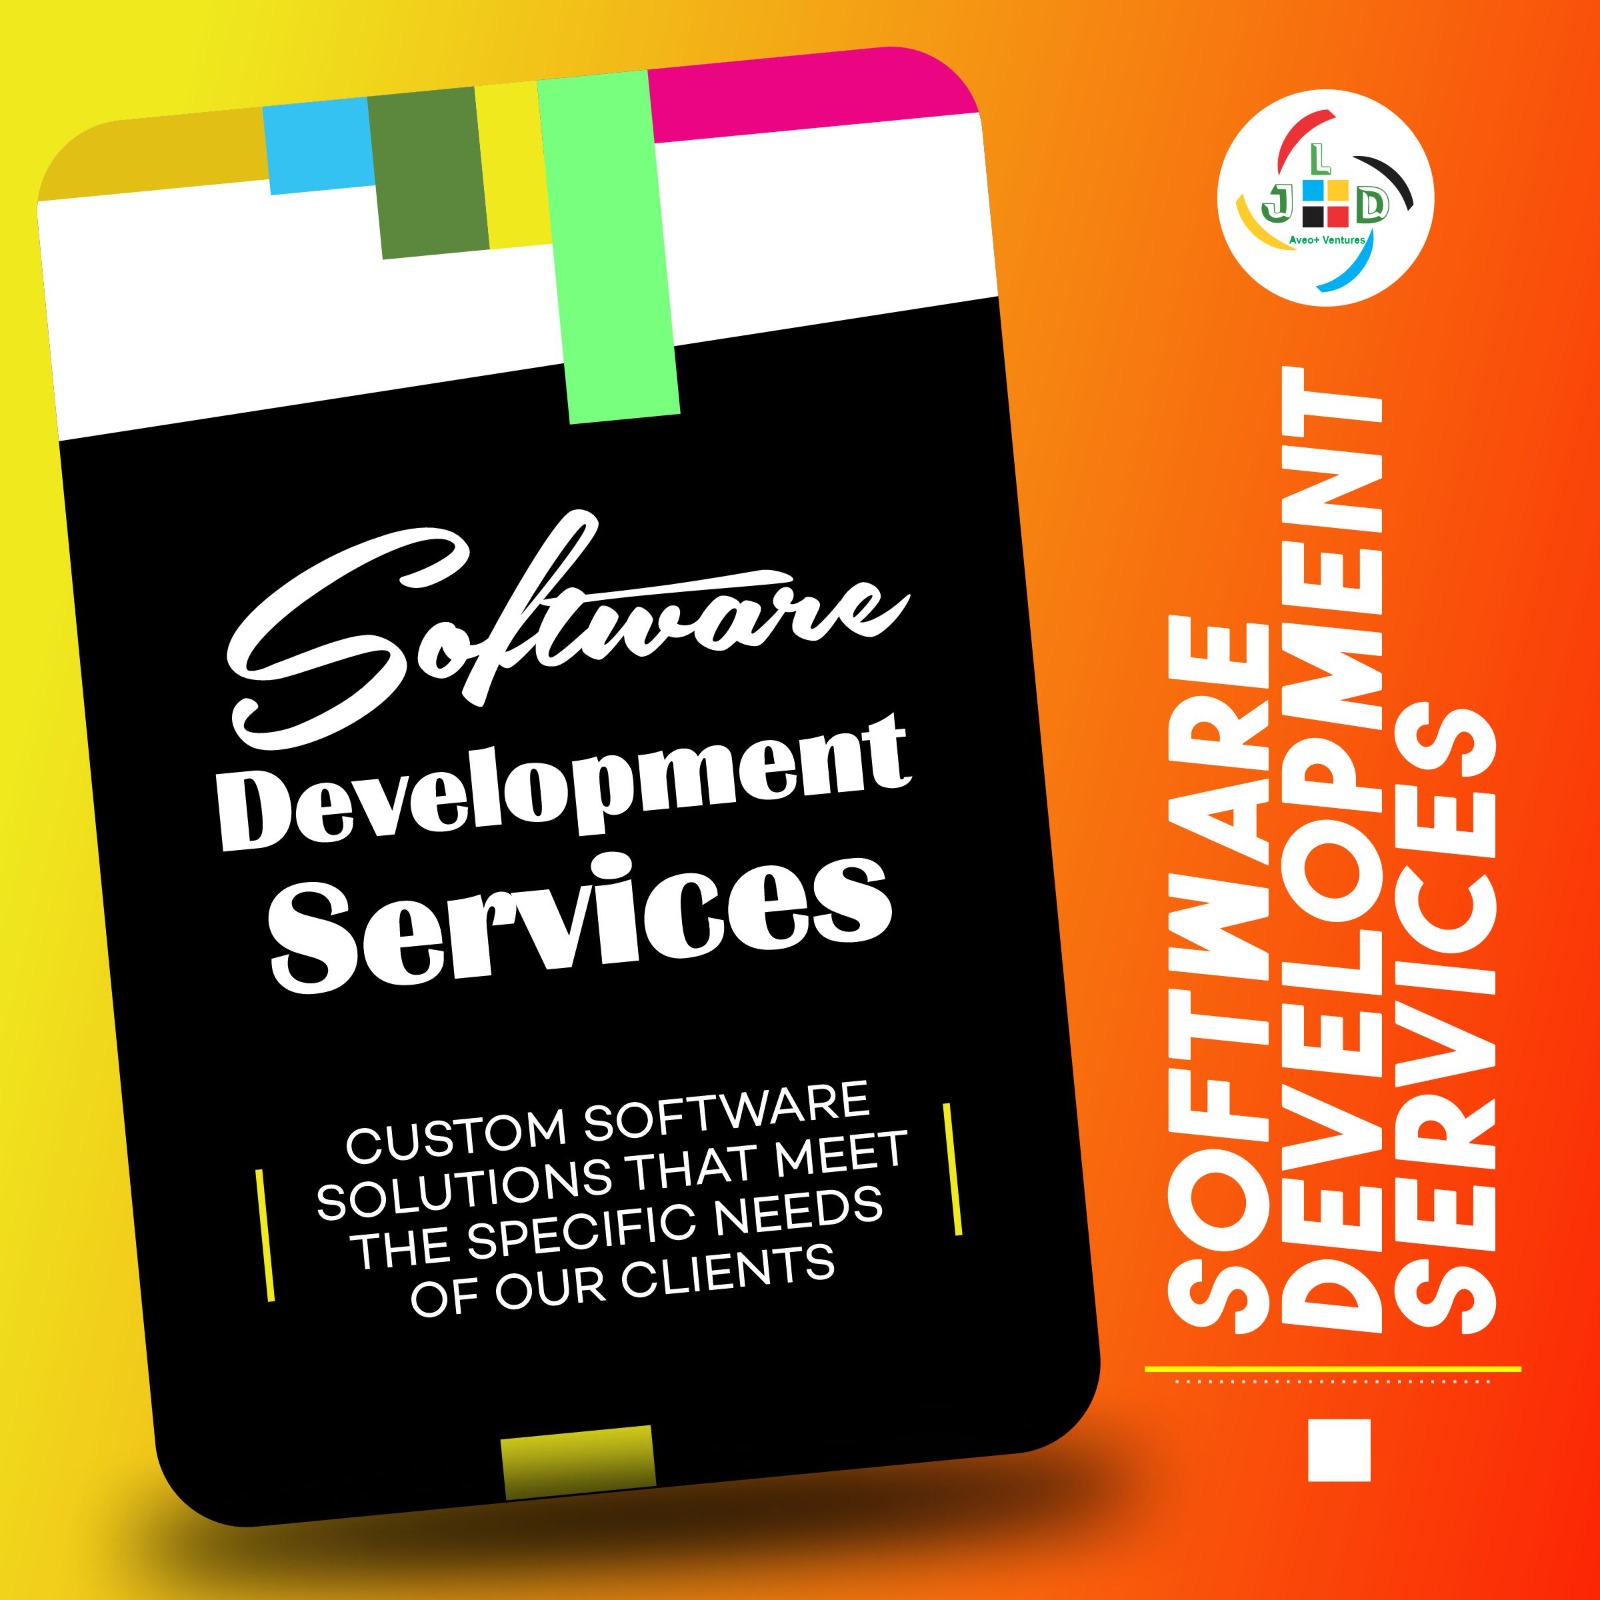 Software
Development
Services
CUSTOM SOFTWARE
SOLUTIONS THAT MEET
THE SPECIFIC NEEDS
OF OUR CLIENTS
L
J D
Aveo+ Ventures
SOFTWARE
DEVELOPMENT
SERVICES